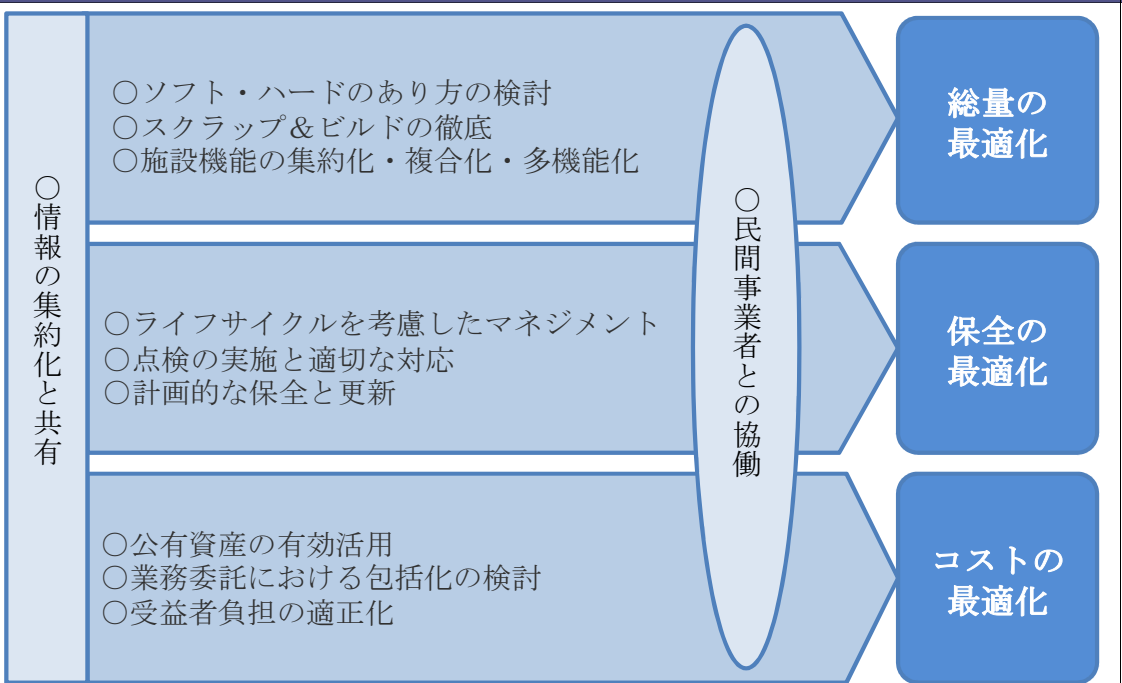 ○情報の集約化と共有
○ソフト・ハードのあり方の検討
○スクラップ＆ビルドの徹底
○施設機能の集約化・複合化・多機能化
○民間事業者との協働
総量の
最適化
○ライフサイクルを考慮したマネジメント
○点検の実施と適切な対応
○計画的な保全と更新
保全の
最適化
○公有資産の有効活用
○業務委託における包括化の検討
○受益者負担の適正化
コストの
最適化